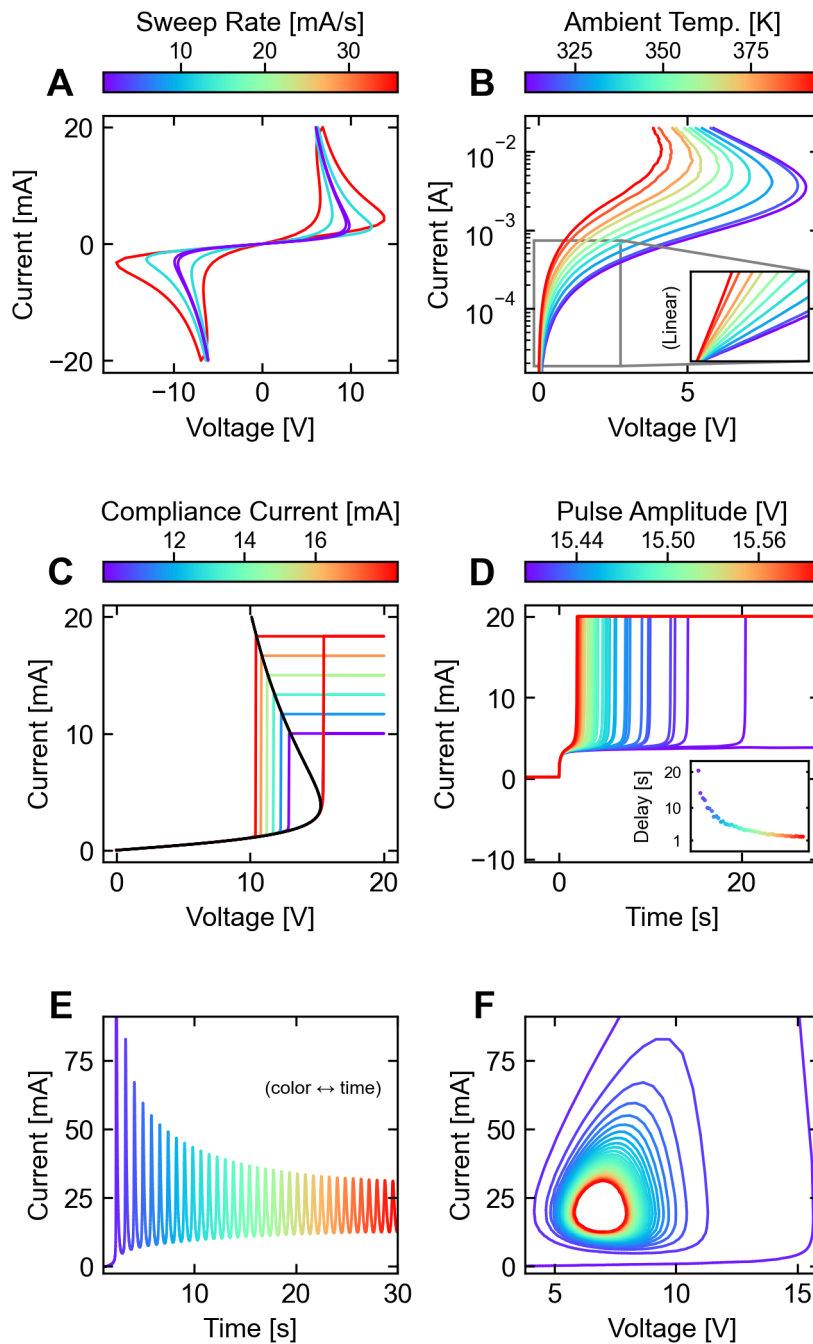 Sweep Rate [mA/s]
10 20 30
A
20
0
−20
Current [mA]
−10 0 10
Voltage [V]
Ambient Temp. [K]
325 350 375
B
10⁻²
10⁻³
10⁻⁴
Current [A]
(Linear)
0 5
Voltage [V]
Compliance Current [mA]
12 14 16
C
20
10
0
Current [mA]
0 10 20
Voltage [V]
Pulse Amplitude [V]
15.44 15.50 15.56
D
20
10
0
−10
Current [mA]
Delay [s]
20
10
1
0 20
Time [s]
E
75
50
25
0
Current [mA]
(color ↔ time)
10 20 30
Time [s]
F
75
50
25
0
Current [mA]
5 10 15
Voltage [V]